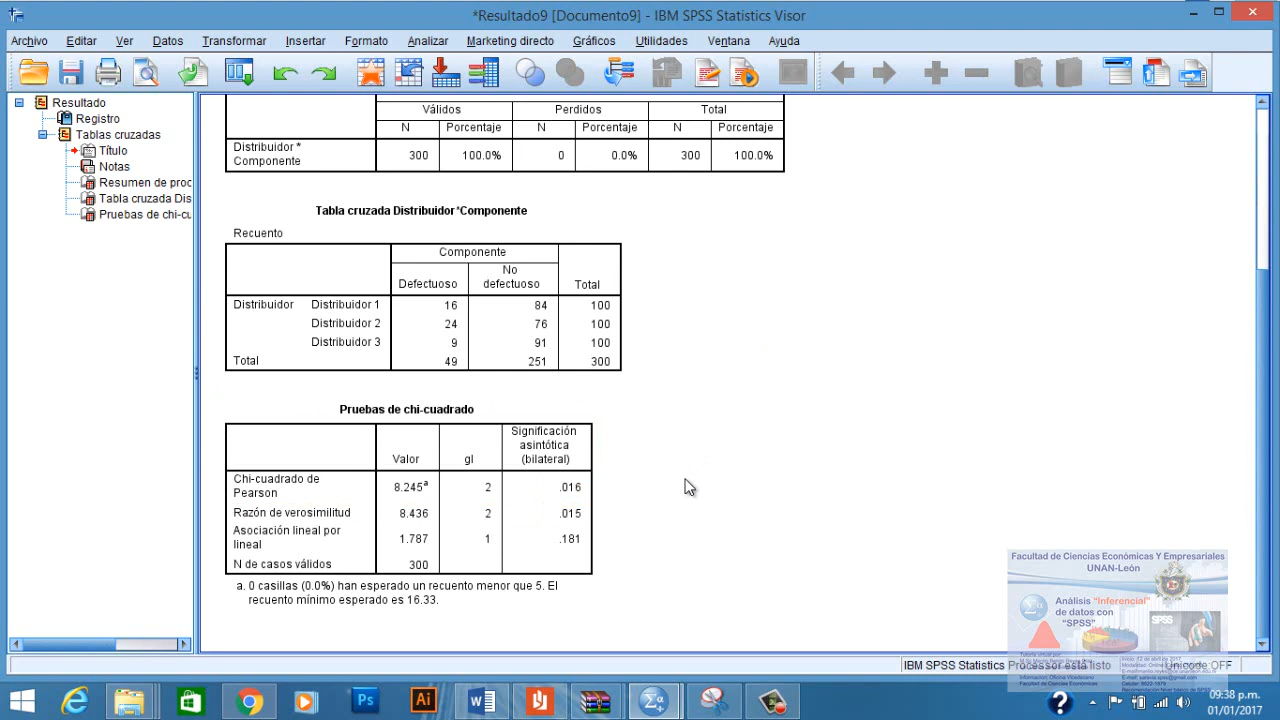 *Resultado9 [Documento9] - IBM SPSS Statistics Visor
Archivo Editar Ver Datos Transformar Insertar Formato Analizar Marketing directo Gráficos Utilidades Ventana Ayuda
Resultado
Registro
Tablas cruzadas
Título
Notas
Resumen de proc
Tabla cruzada Dis
Pruebas de chi-cu
Válidos Perdidos Total
N Porcentaje N Porcentaje N Porcentaje
Distribuidor *
Componente
300 100.0% 0 0.0% 300 100.0%
Tabla cruzada Distribuidor*Componente
Recuento
Componente
Total
Defectuoso
No
defectuoso
Distribuidor Distribuidor 1 16 84 100
Distribuidor 2 24 76 100
Distribuidor 3 9 91 100
Total 49 251 300
Pruebas de chi-cuadrado
Valor gl
Significación
asintótica
(bilateral)
Chi-cuadrado de
Pearson
8.245a 2 .016
Razón de verosimilitud 8.436 2 .015
Asociación lineal por
lineal
1.787 1 .181
N de casos válidos 300
a. 0 casillas (0.0%) han esperado un recuento menor que 5. El
recuento mínimo esperado es 16.33.
Facultad de Ciencias Económicas Y Empresariales
UNAN-León
Análisis "Inferencial"
de datos con
"SPSS"
SPSS
IBM SPSS Statistics Processor está listo
Unicode:OFF
Ps
Ai
09:38 p.m.
01/01/2017